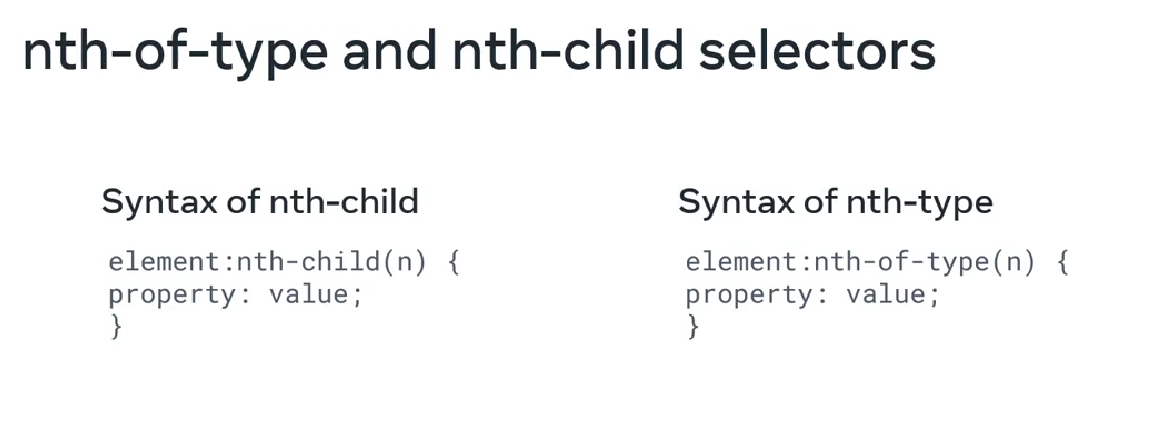 nth-of-type and nth-child selectors
Syntax of nth-child
element:nth-child(n) {
property: value;
}
Syntax of nth-type
element:nth-of-type(n) {
property: value;
}